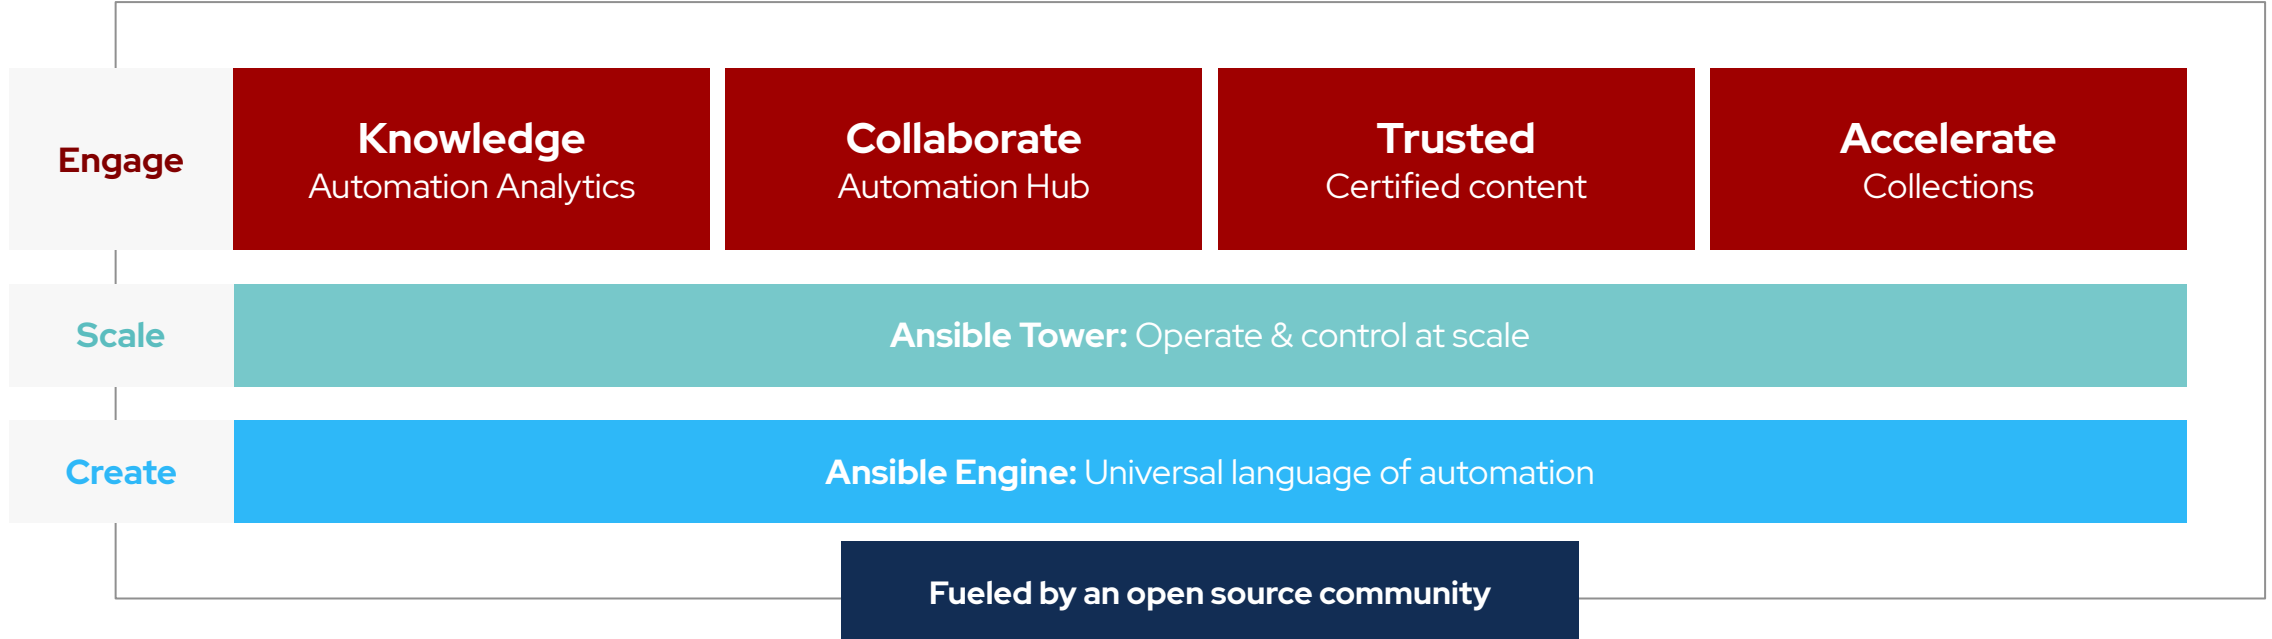 Engage
Knowledge
Automation Analytics
Collaborate
Automation Hub
Trusted
Certified content
Accelerate
Collections
Scale
Ansible Tower: Operate & control at scale
Create
Ansible Engine: Universal language of automation
Fueled by an open source community